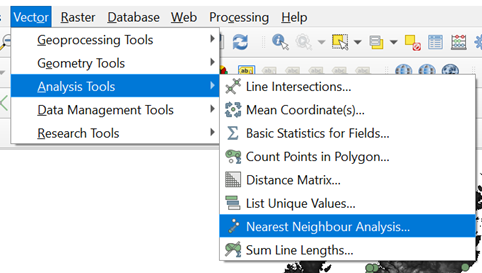 Vector Raster Database Web Processing Help
Geoprocessing Tools
Geometry Tools
Analysis Tools
Data Management Tools
Research Tools
Line Intersections...
Mean Coordinate(s)...
Basic Statistics for Fields...
Count Points in Polygon...
Distance Matrix...
List Unique Values...
Nearest Neighbour Analysis...
Sum Line Lengths...